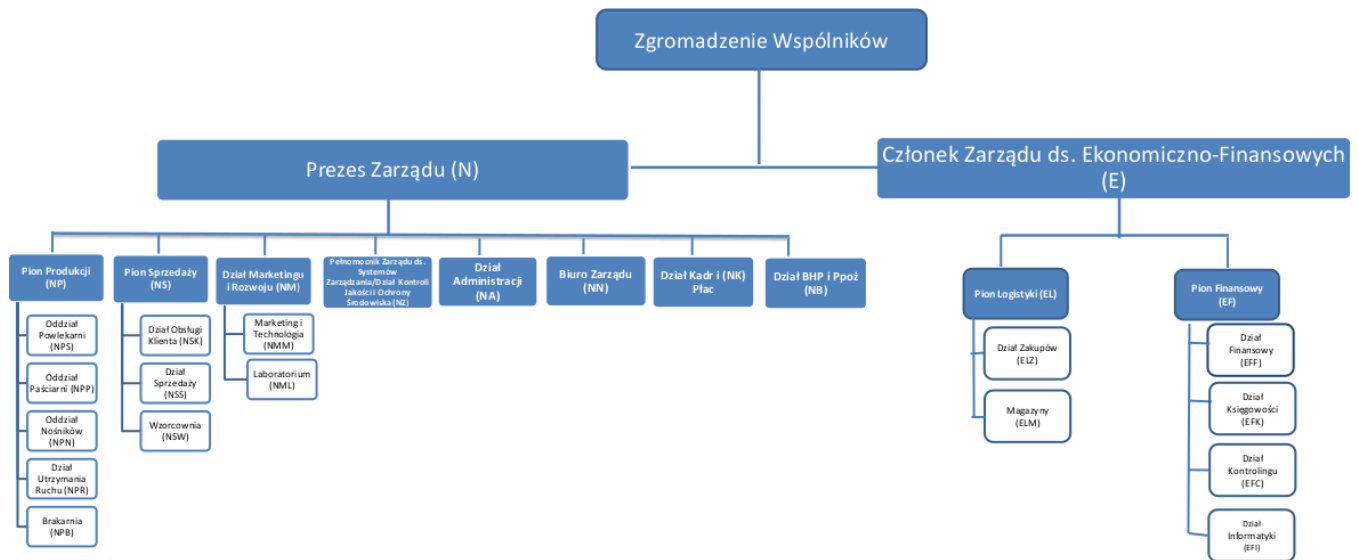 Zgromadzenie Wspólników
Prezes Zarządu (N)
Członek Zarządu ds. Ekonomiczno-Finansowych
(E)
Pion Produkcji
(NP)
Pion Sprzedaży
(NS)
Dział Marketingu
i Rozwoju (NM)
Pełnomocnik Zarządu ds.
Systemów
Zarządzania/Dział Kontroli
Jakości i Ochrony
Środowiska (NZ)
Dział
Administracji
(NA)
Biuro Zarządu
(NN)
Dział Kadr i (NK)
Płac
Dział BHP i Ppoż
(NB)
Pion Logistyki (EL)
Pion Finansowy
(EF)
Oddział
Powlekarni
(NPS)
Oddział
Paściarni (NPP)
Oddział
Nośników
(NPN)
Dział
Utrzymania
Ruchu (NPR)
Brakarnia
(NPB)
Dział Obsługi
Klienta (NSK)
Dział
Sprzedaży
(NSS)
Wzorcownia
(NSW)
Marketing i
Technologia
(NMM)
Laboratorium
(NML)
Dział Zakupów
(ELZ)
Magazyny
(ELM)
Dział
Finansowy
(EFF)
Dział
Księgowości
(EFK)
Dział
Kontrolingu
(EFC)
Dział
Informatyki
(EFI)